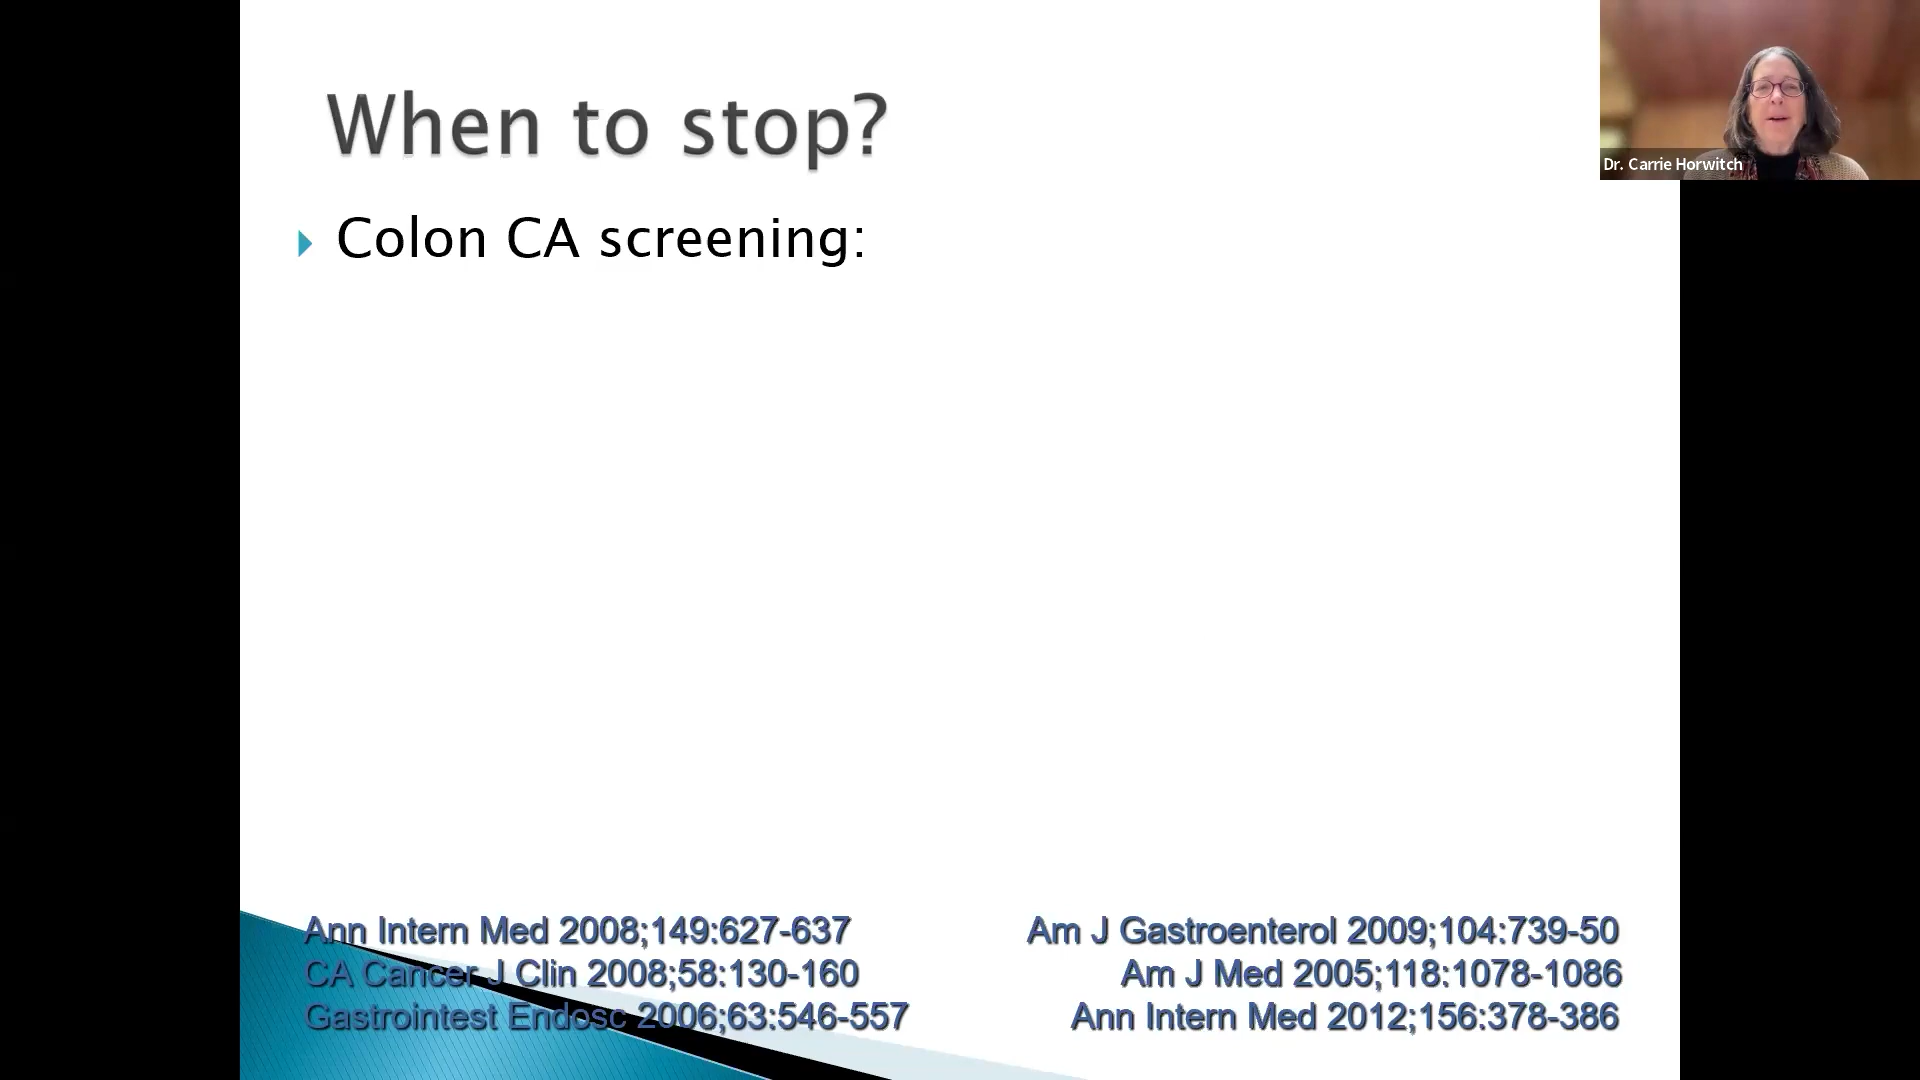 When to stop?
Dr. Carrie Horwitch
Colon CA screening:
Ann Intern Med 2008;149:627-637
CA Cancer J Clin 2008;58:130-160
Gastrointest Endosc 2006;63:546-557
Am J Gastroenterol 2009;104:739-50
Am J Med 2005;118:1078-1086
Ann Intern Med 2012;156:378-386